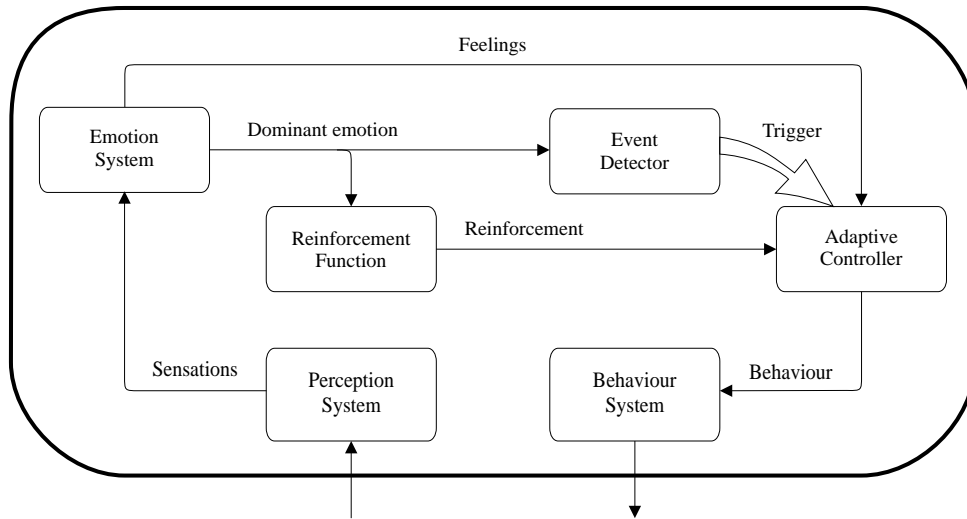 Feelings
Emotion
System
Dominant emotion
Event
Detector
Trigger
Reinforcement
Function
Reinforcement
Adaptive
Controller
Sensations
Perception
System
Behaviour
System
Behaviour